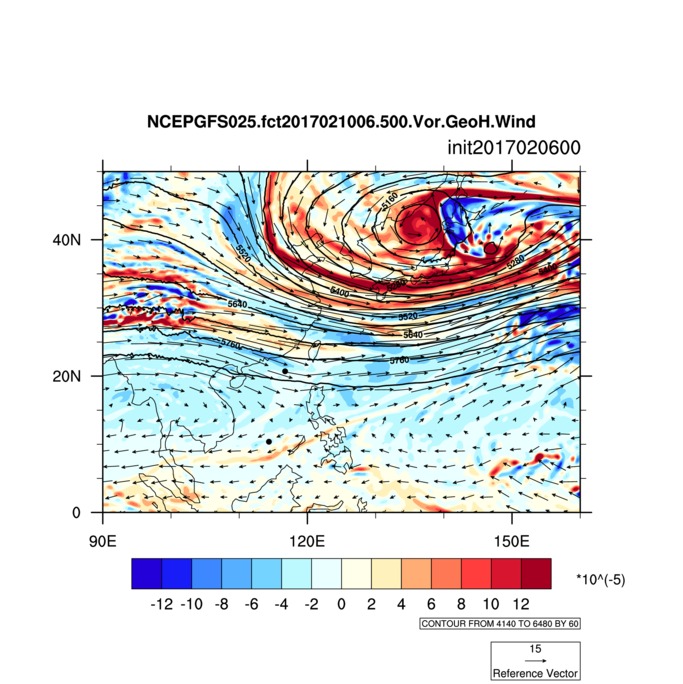 NCEPGFS025.fct2017021006.500.Vor.GeoH.Wind
init2017020600
5160
40N
5520
5280
5400
5640
5520
5640
5760
5760
20N
0
90E 120E 150E
-12 -10 -8 -6 -4 -2 0 2 4 6 8 10 12
*10^(-5)
CONTOUR FROM 4140 TO 6480 BY 60
15
Reference Vector